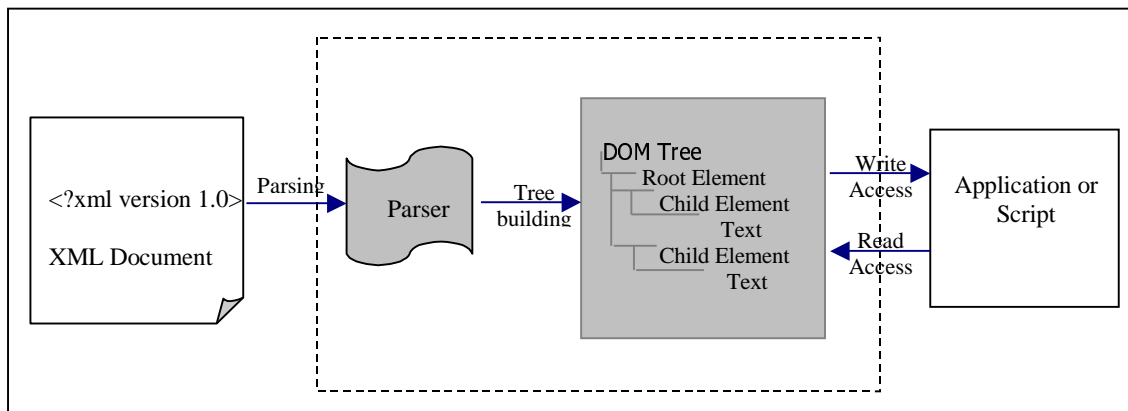 <?xml version 1.0>
XML Document
Parsing
Parser
Tree
building
DOM Tree
Root Element
Child Element
Text
Child Element
Text
Write
Access
Read
Access
Application or
Script